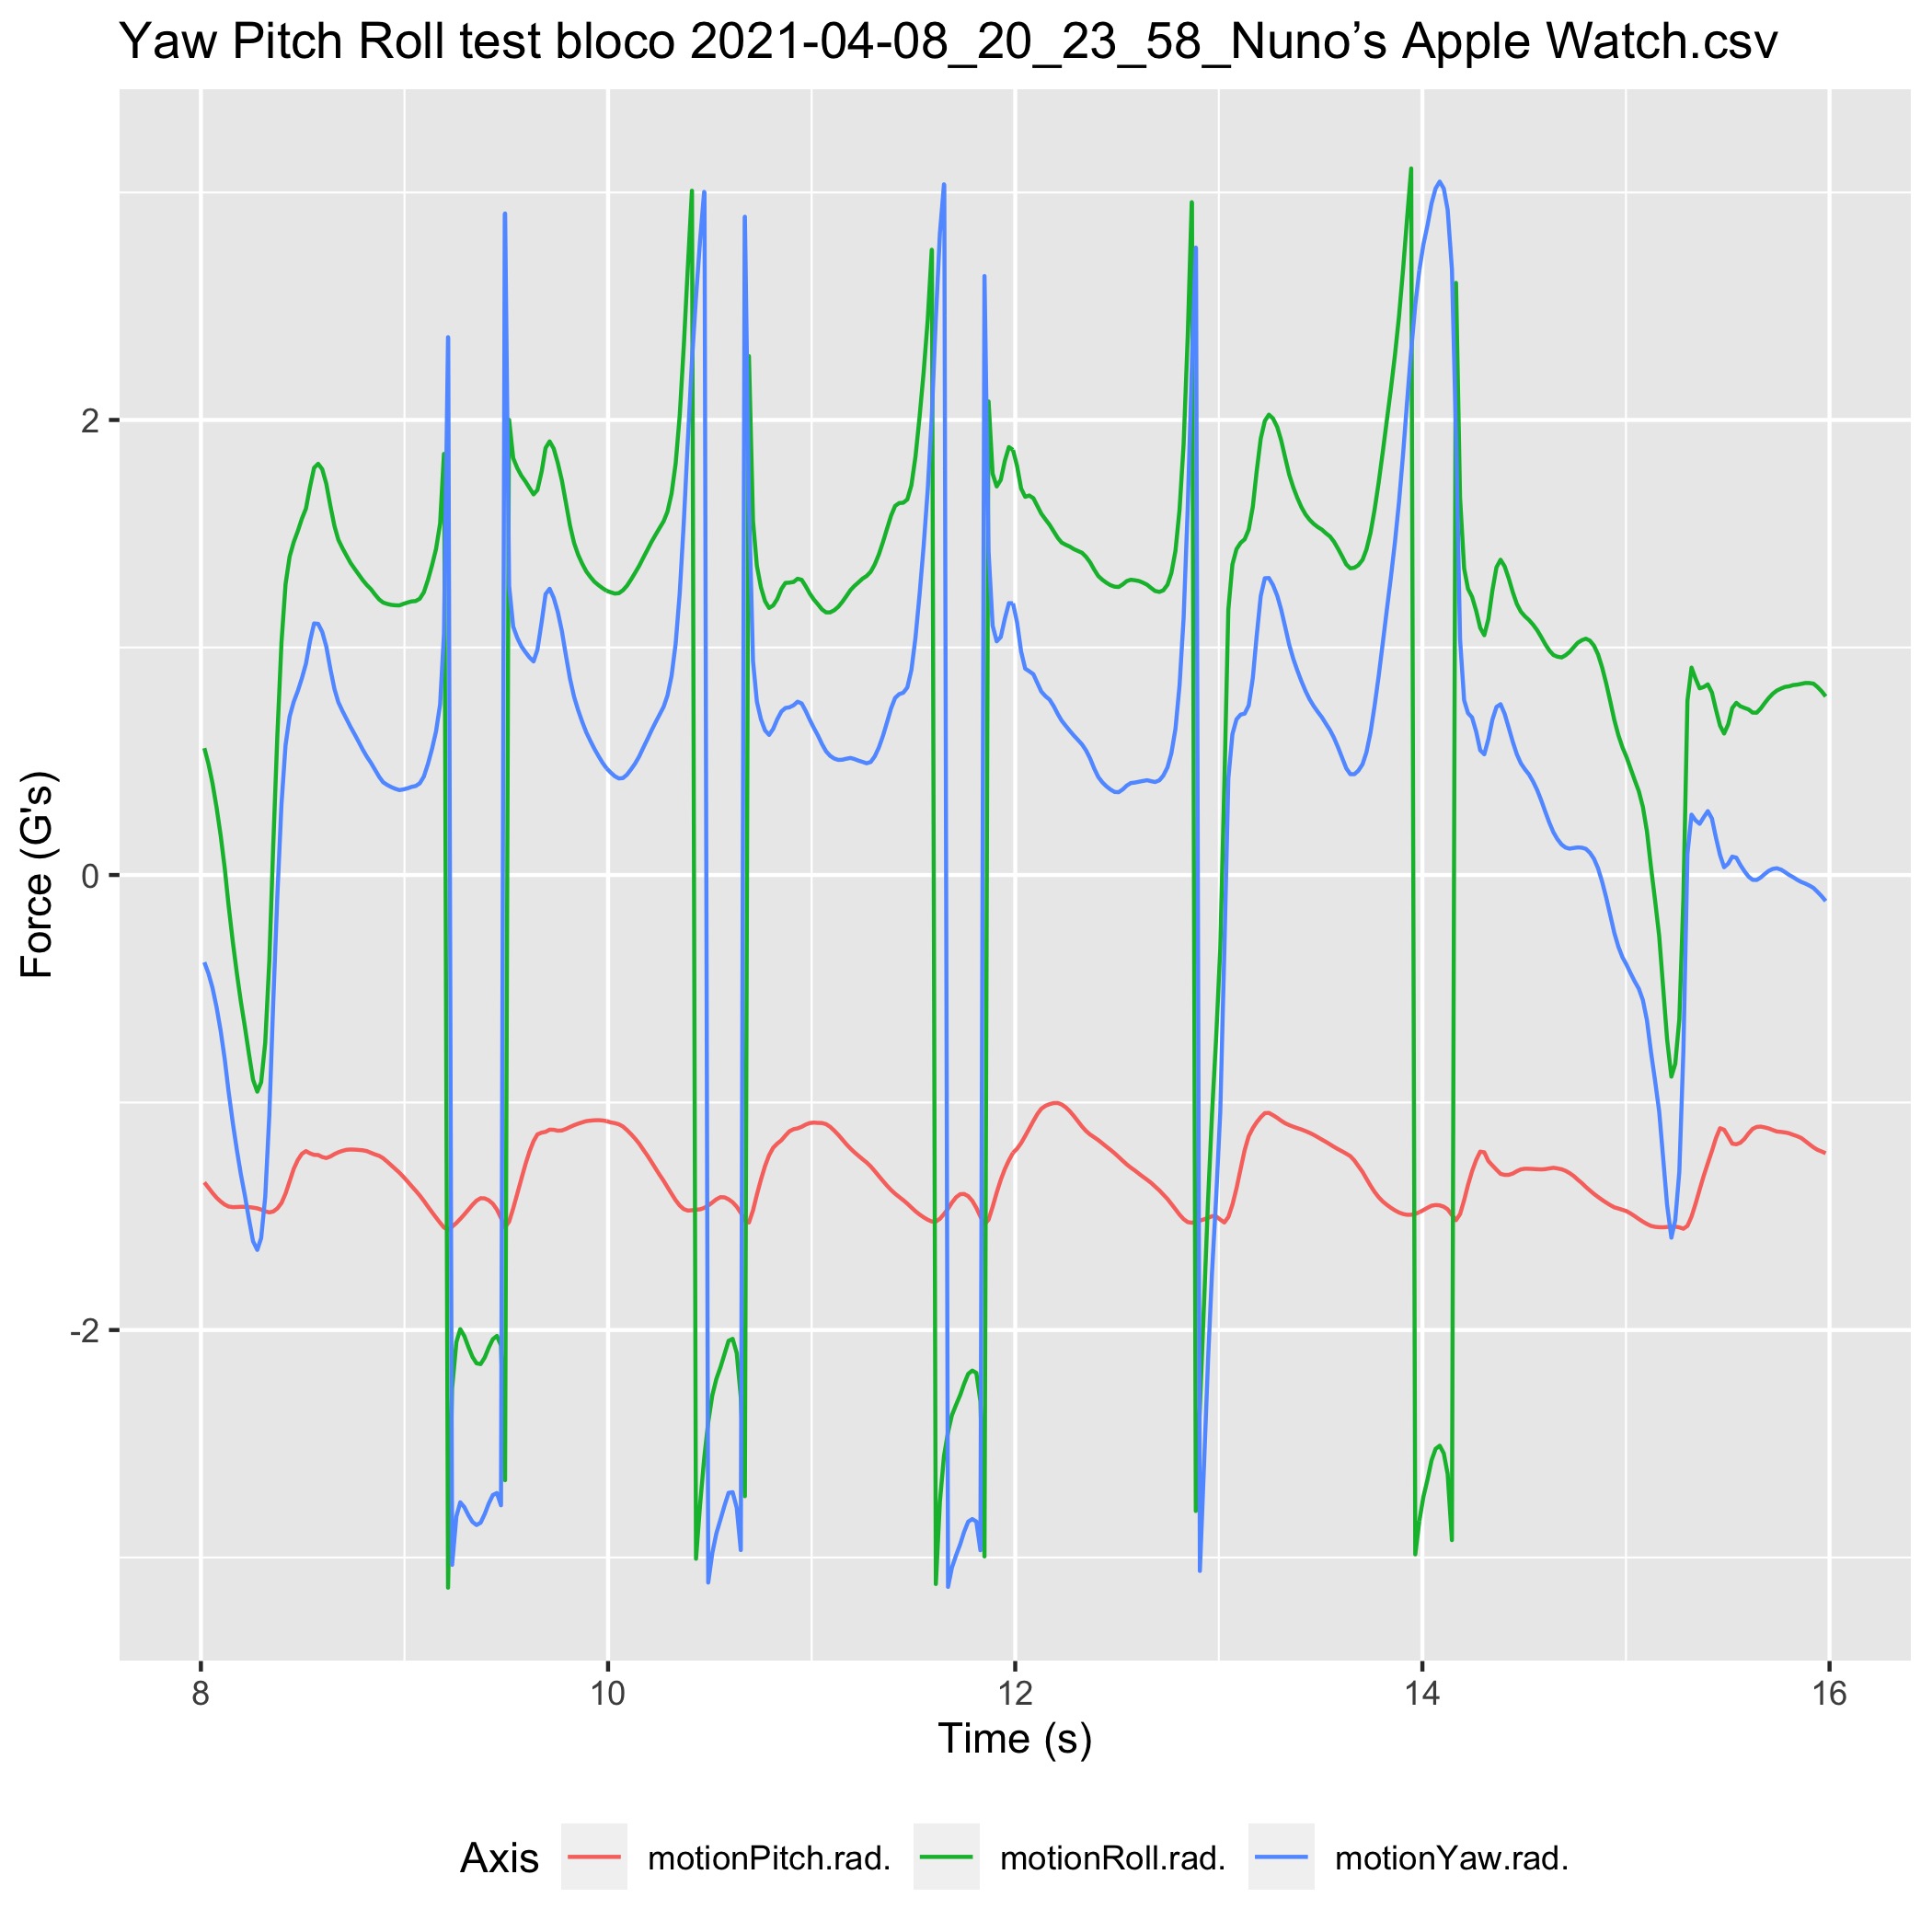 Yaw Pitch Roll test bloco 2021-04-08_20_23_58_Nuno’s Apple Watch.csv
Force (G's)
2
0
-2
8 10 12 14 16
Time (s)
Axis motionPitch.rad. motionRoll.rad. motionYaw.rad.